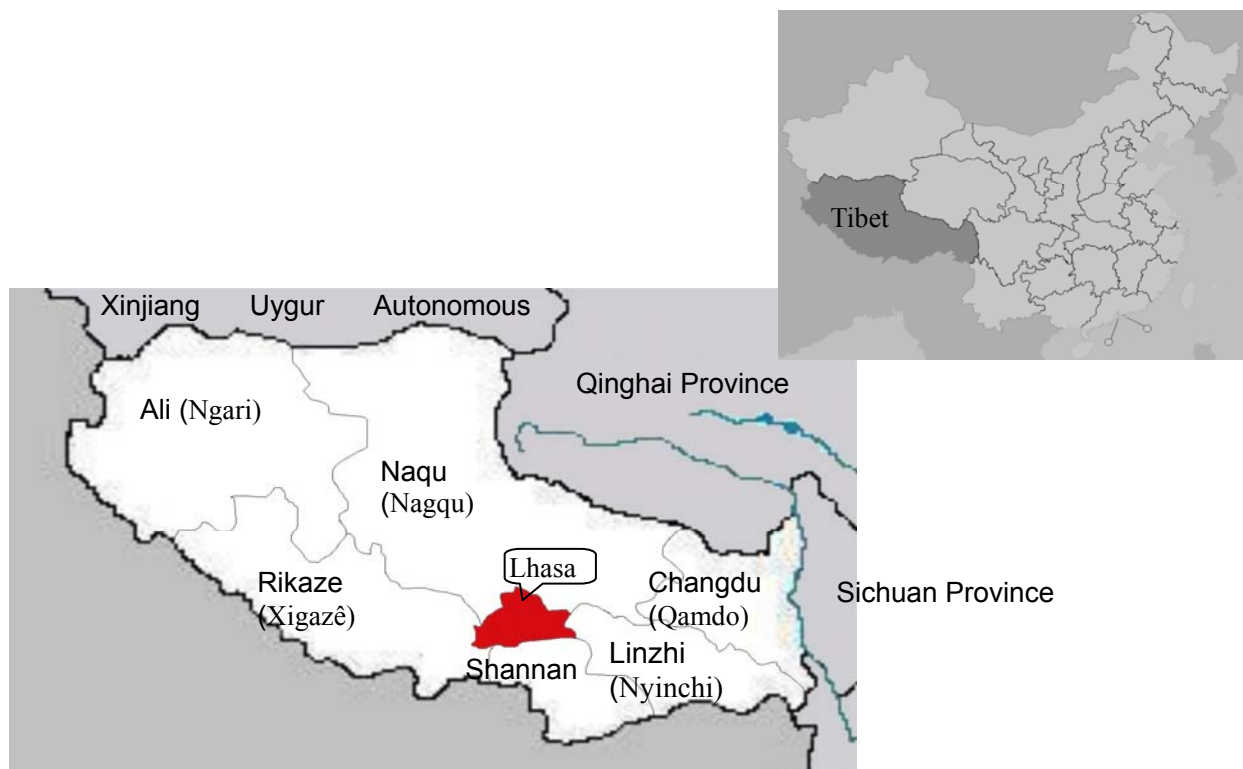 Tibet
Xinjiang Uygur Autonomous
Qinghai Province
Ali (Ngari)
Naqu
(Nagqu)
Lhasa
Rikaze
(Xigazê)
Changdu
(Qamdo)
Sichuan Province
Shannan
Linzhi
(Nyinchi)